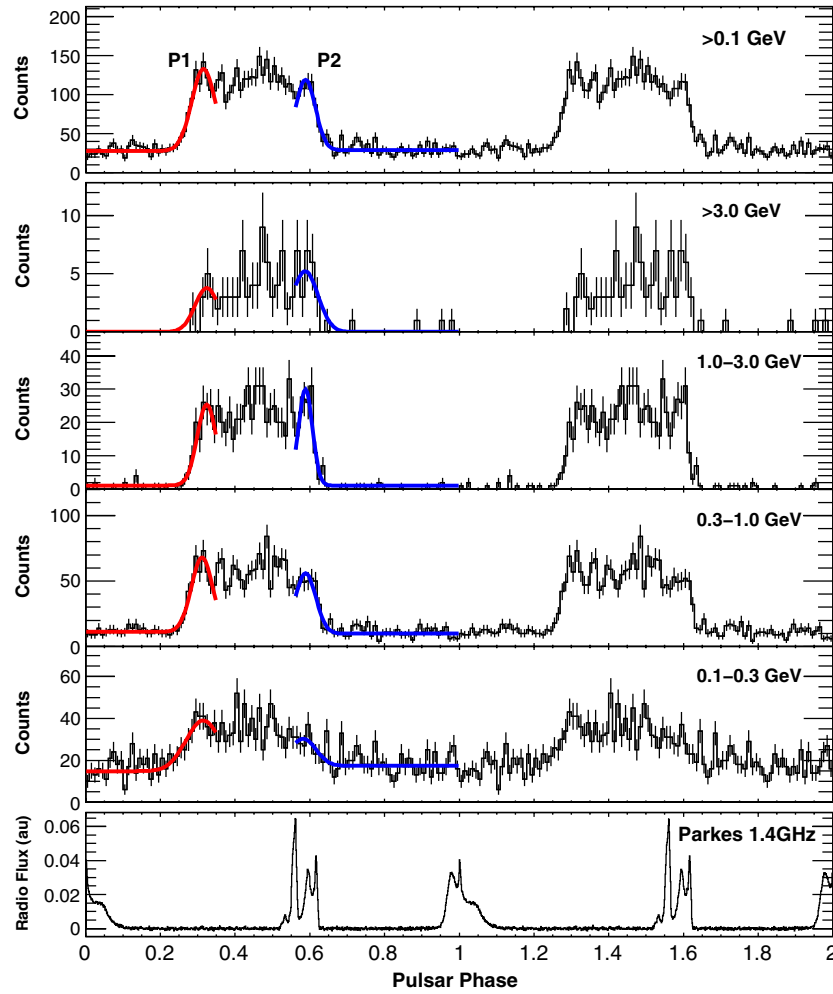 200
150
100
50
0
Counts
P1
P2
>0.1 GeV
10
5
0
Counts
>3.0 GeV
40
30
20
10
0
Counts
1.0−3.0 GeV
100
50
0
Counts
0.3−1.0 GeV
60
40
20
0
Counts
0.1−0.3 GeV
0.06
0.04
0.02
0
Radio Flux (au)
Parkes 1.4GHz
0 0.2 0.4 0.6 0.8 1 1.2 1.4 1.6 1.8 2
Pulsar Phase